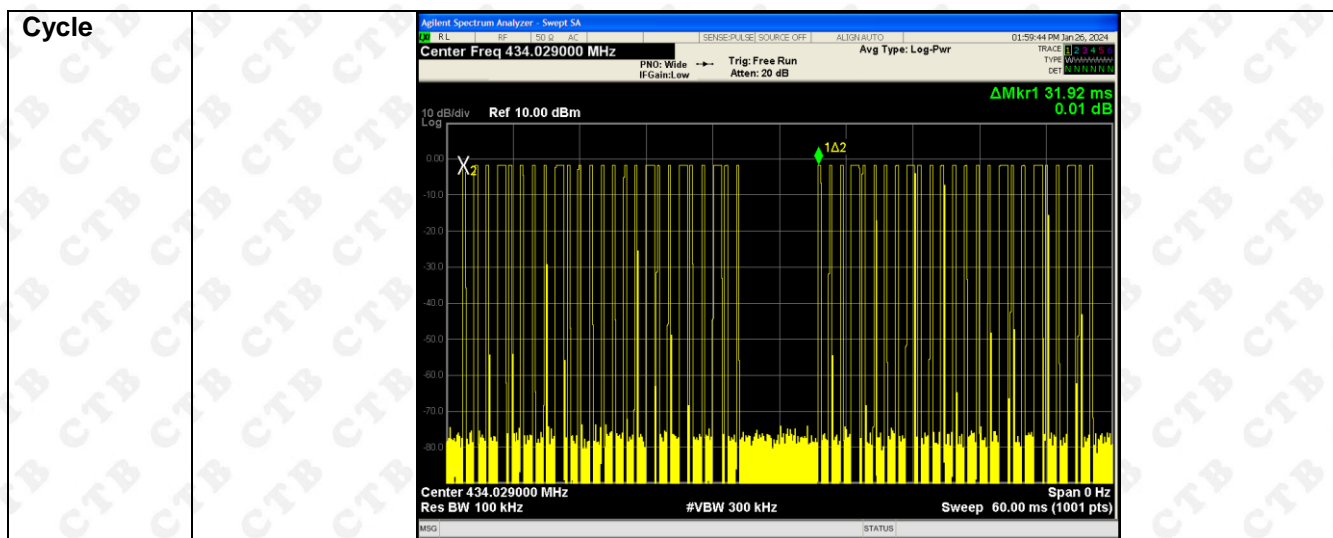 Cycle
Agilent Spectrum Analyzer - Swept SA
LXI RL RF 50 Ω AC SENSE:PULSE SOURCE OFF ALIGN AUTO 01:59:44 PM Jan 26, 2024
Center Freq 434.029000 MHz
PNO: Wide
IFGain:Low
Trig: Free Run
Atten: 20 dB
Avg Type: Log-Pwr
TRACE 1 2 3 4 5 6
TYPE W
DET N N N N N N
ΔMkr1 31.92 ms
0.01 dB
10 dB/div Ref 10.00 dBm
Log
1Δ2
0.00
X2
-10.0
-20.0
-30.0
-40.0
-50.0
-60.0
-70.0
-80.0
Center 434.029000 MHz Span 0 Hz
Res BW 100 kHz #VBW 300 kHz Sweep 60.00 ms (1001 pts)
MSG STATUS
CTB